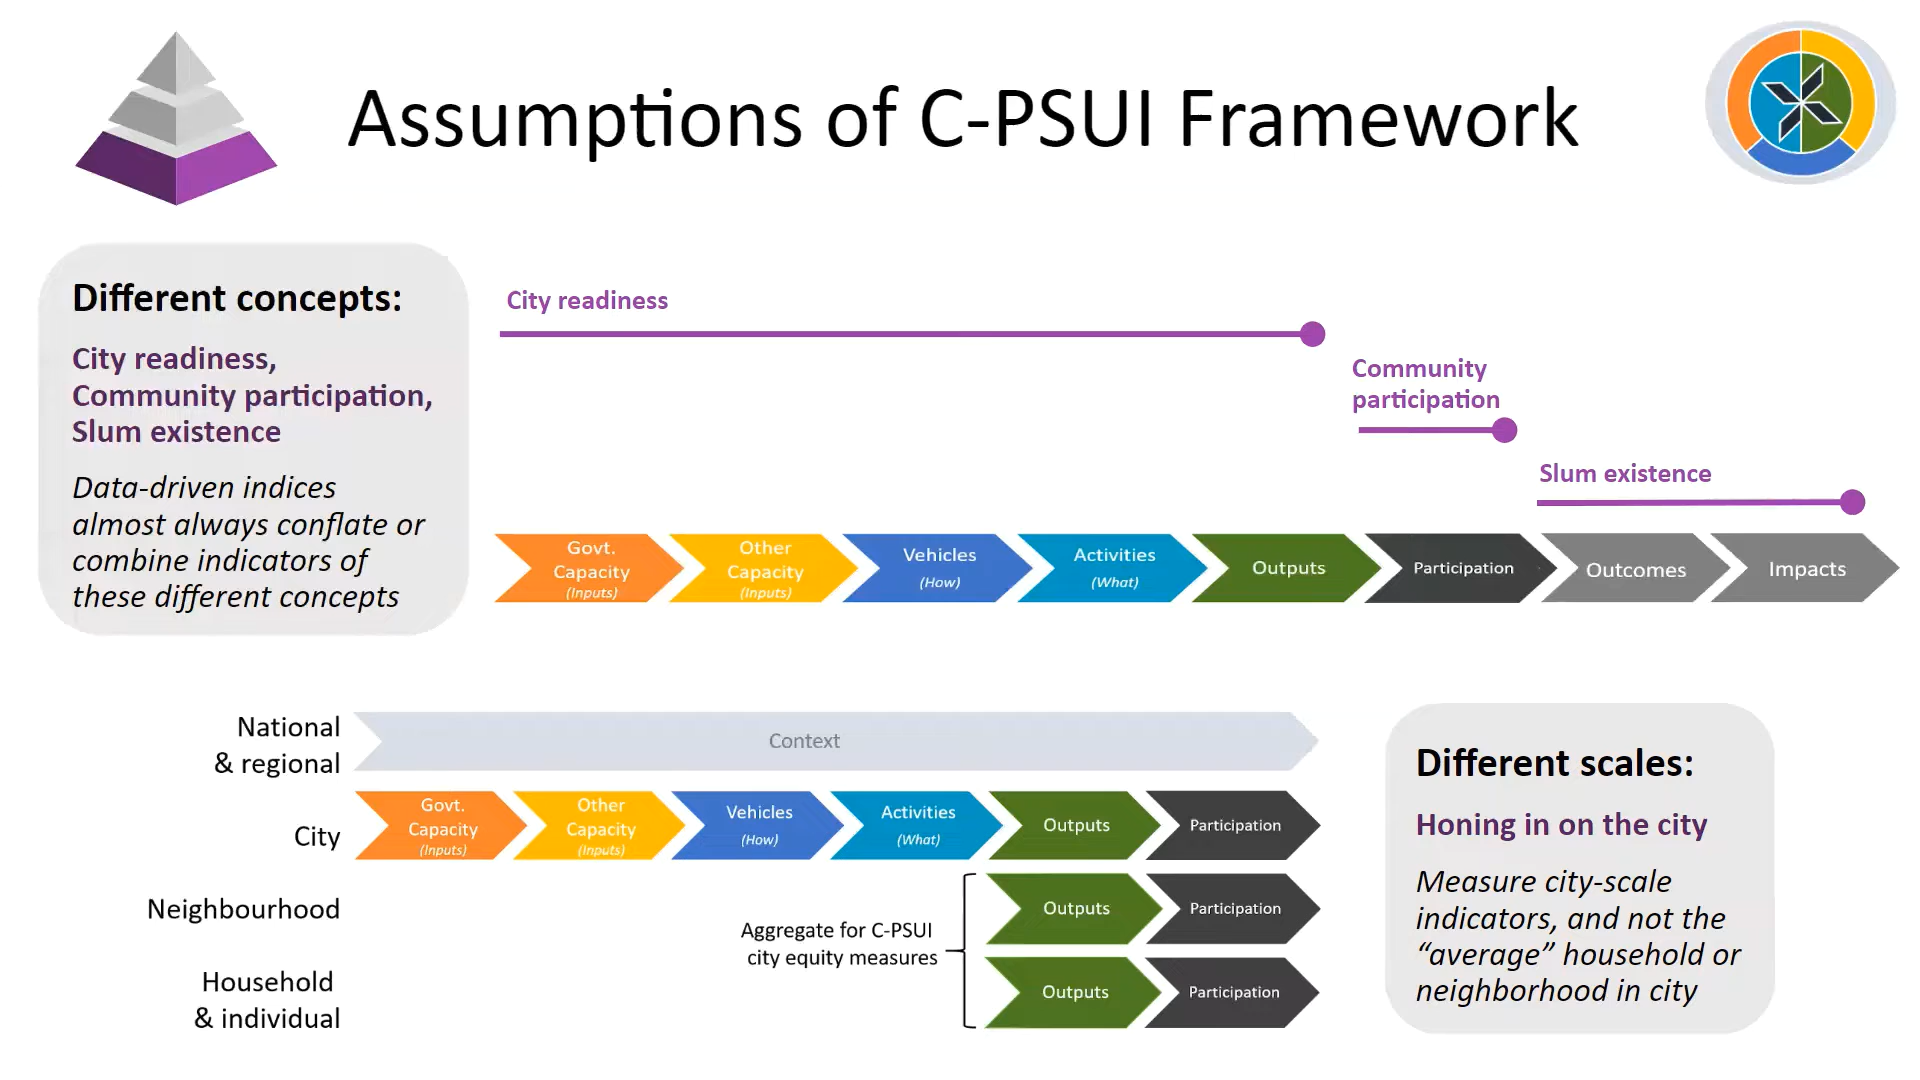 Assumptions of C-PSUI Framework
Different concepts:
City readiness,
Community participation,
Slum existence
Data-driven indices
almost always conflate or
combine indicators of
these different concepts
City readiness
Community
participation
Slum existence
Govt.
Capacity
(Inputs)
Other
Capacity
(Inputs)
Vehicles
(How)
Activities
(What)
Outputs
Participation
Outcomes
Impacts
National
& regional
Context
City
Govt.
Capacity
(Inputs)
Other
Capacity
(Inputs)
Vehicles
(How)
Activities
(What)
Outputs
Participation
Neighbourhood
Outputs
Participation
Aggregate for C-PSUI
city equity measures
Household
& individual
Outputs
Participation
Different scales:
Honing in on the city
Measure city-scale
indicators, and not the
“average” household or
neighborhood in city